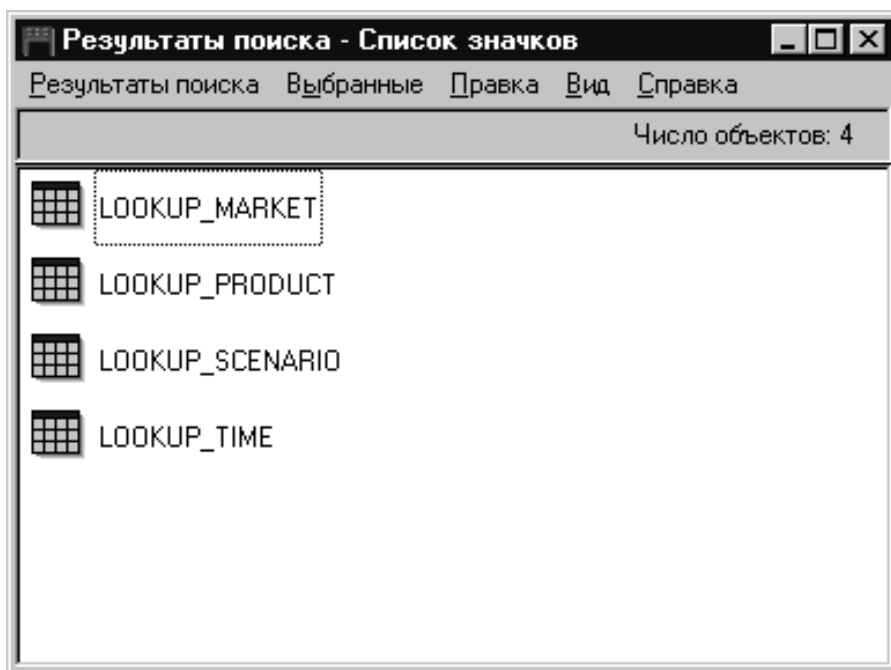 Результаты поиска - Список значков
Результаты поиска Выбранные Правка Вид Справка
Число объектов: 4
LOOKUP_MARKET
LOOKUP_PRODUCT
LOOKUP_SCENARIO
LOOKUP_TIME